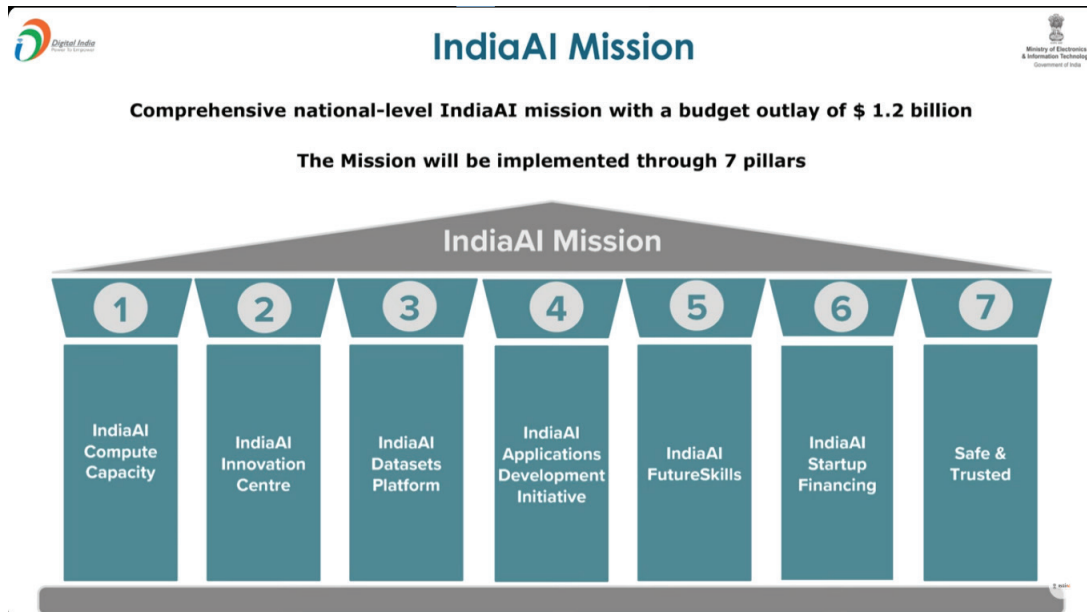 Digital India
Power To Empower
IndiaAI Mission
Ministry of Electronics
& Information Technology
Government of India
Comprehensive national-level IndiaAI mission with a budget outlay of $ 1.2 billion
The Mission will be implemented through 7 pillars
IndiaAI Mission
1
2
3
4
5
6
7
IndiaAI
Compute
Capacity
IndiaAI
Innovation
Centre
IndiaAI
Datasets
Platform
IndiaAI
Applications
Development
Initiative
IndiaAI
FutureSkills
IndiaAI
Startup
Financing
Safe &
Trusted